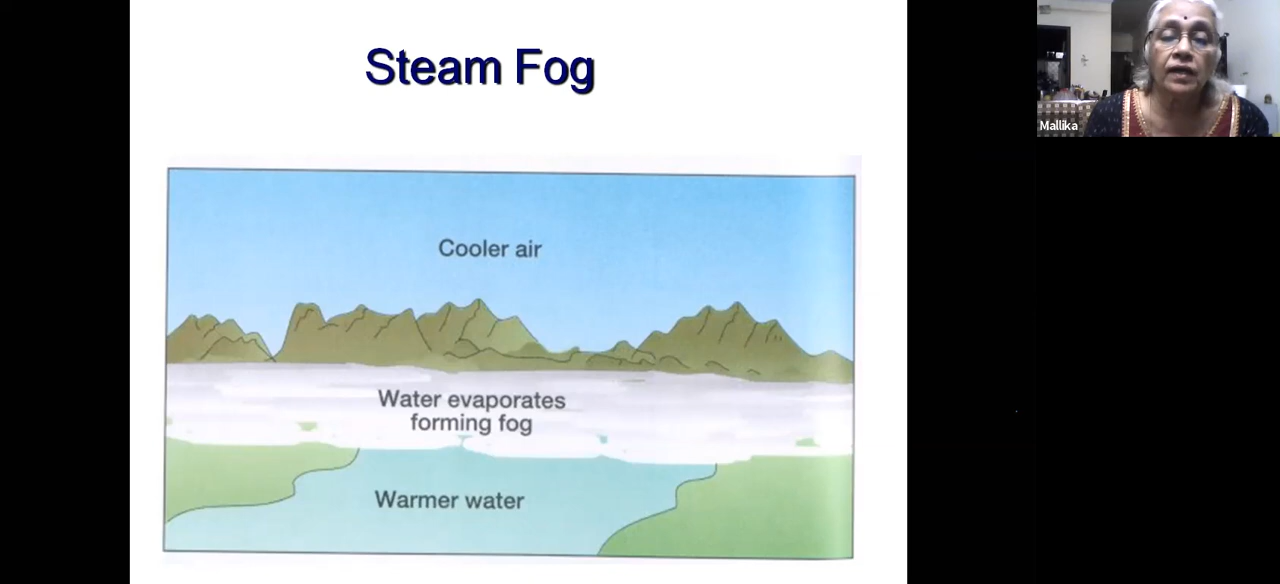 Steam Fog
Mallika
Cooler air
Water evaporates
forming fog
Warmer water